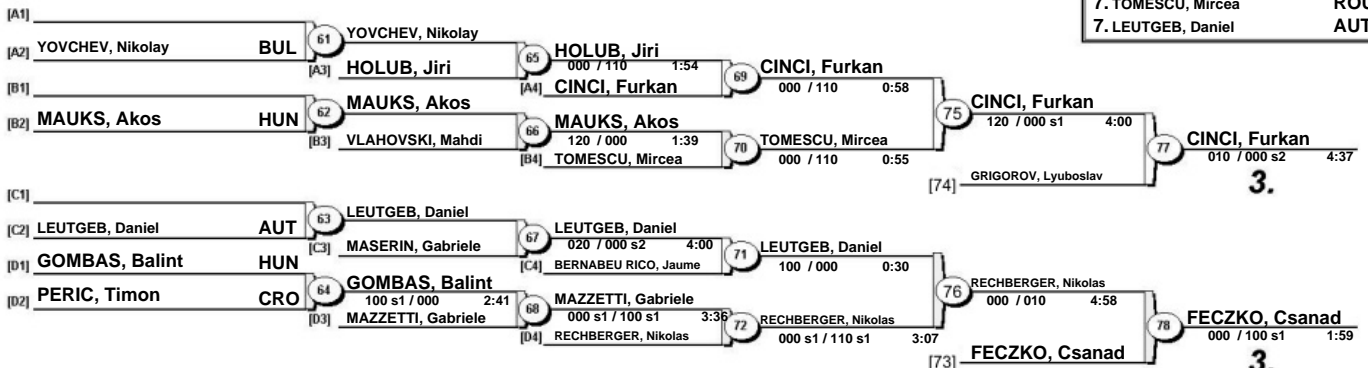 7. TOMESCU, Mircea ROU
7. LEUTGEB, Daniel AUT
[A1]
[A2] YOVCHEV, Nikolay BUL
61
YOVCHEV, Nikolay
[A3] HOLUB, Jiri
65
HOLUB, Jiri
000 / 110 1:54
[A4] CINCI, Furkan
69
CINCI, Furkan
000 / 110 0:58
[B1]
[B2] MAUKS, Akos HUN
62
MAUKS, Akos
[B3] VLAHOVSKI, Mahdi
66
MAUKS, Akos
120 / 000 1:39
[B4] TOMESCU, Mircea
70
TOMESCU, Mircea
000 / 110 0:55
75
CINCI, Furkan
120 / 000 s1 4:00
[74] GRIGOROV, Lyuboslav
77
CINCI, Furkan
010 / 000 s2 4:37
3.
[C1]
[C2] LEUTGEB, Daniel AUT
63
LEUTGEB, Daniel
[C3] MASERIN, Gabriele
67
LEUTGEB, Daniel
020 / 000 s2 4:00
[C4] BERNABEU RICO, Jaume
71
LEUTGEB, Daniel
100 / 000 0:30
[D1] GOMBAS, Balint HUN
[D2] PERIC, Timon CRO
64
GOMBAS, Balint
100 s1 / 000 2:41
[D3] MAZZETTI, Gabriele
68
MAZZETTI, Gabriele
000 s1 / 100 s1 3:36
[D4] RECHBERGER, Nikolas
72
RECHBERGER, Nikolas
000 s1 / 110 s1 3:07
76
RECHBERGER, Nikolas
000 / 010 4:58
[73] FECZKO, Csanad
78
FECZKO, Csanad
000 / 100 s1 1:59
3.